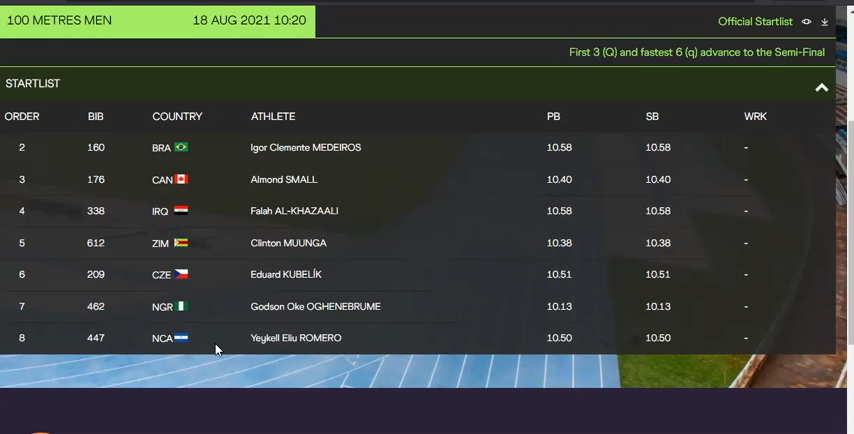 100 METRES MEN 18 AUG 2021 10:20 Official Startlist
First 3 (Q) and fastest 6 (q) advance to the Semi-Final
STARTLIST
ORDER BIB COUNTRY ATHLETE PB SB WRK
2 160 BRA Igor Clemente MEDEIROS 10.58 10.58 -
3 176 CAN Almond SMALL 10.40 10.40 -
4 338 IRQ Falah AL-KHAZAALI 10.58 10.58 -
5 612 ZIM Clinton MUUNGA 10.38 10.38 -
6 209 CZE Eduard KUBELÍK 10.51 10.51 -
7 462 NGR Godson Oke OGHENEBRUME 10.13 10.13 -
8 447 NCA Yeykell Eliu ROMERO 10.50 10.50 -